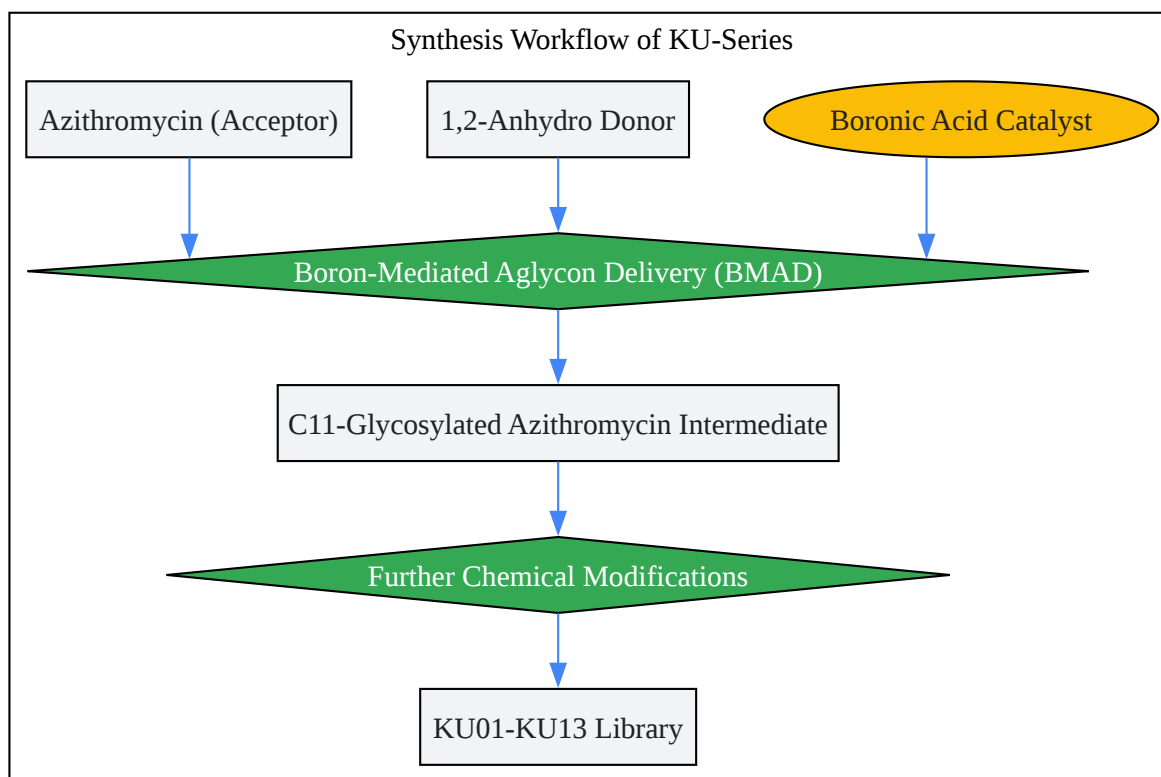 Synthesis Workflow of KU-Series
Azithromycin (Acceptor)
1,2-Anhydro Donor
Boronic Acid Catalyst
Boron-Mediated Aglycon Delivery (BMAD)
C11-Glycosylated Azithromycin Intermediate
Further Chemical Modifications
KU01-KU13 Library